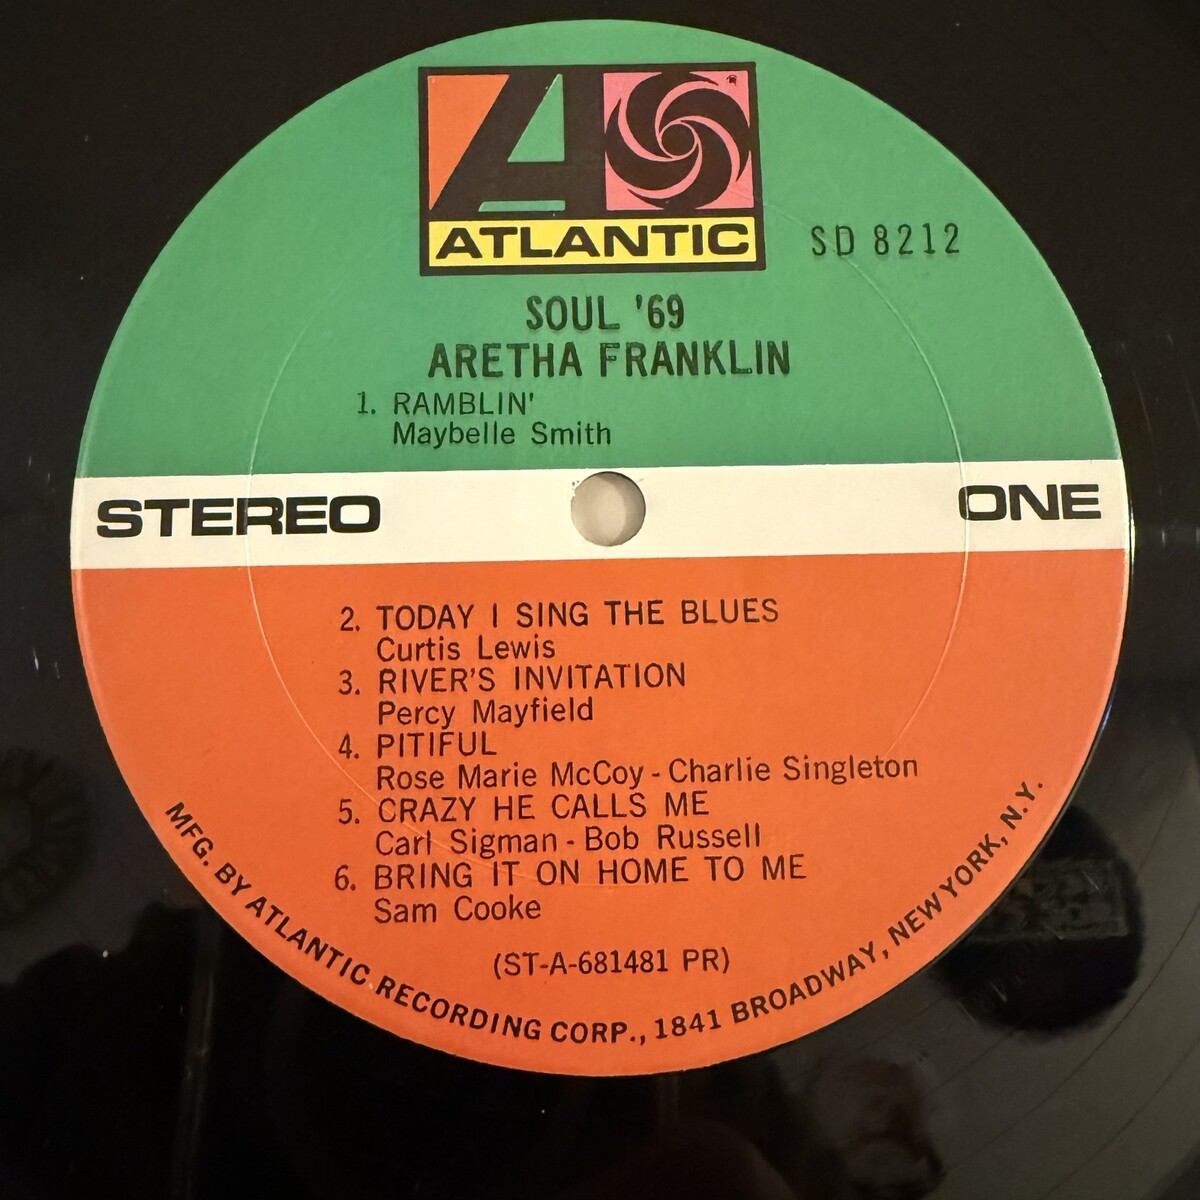 ATLANTIC
SD 8212
SOUL '69
ARETHA FRANKLIN
1. RAMBLIN'
Maybelle Smith
STEREO
ONE
2. TODAY I SING THE BLUES
Curtis Lewis
3. RIVER'S INVITATION
Percy Mayfield
4. PITIFUL
Rose Marie McCoy - Charlie Singleton
5. CRAZY HE CALLS ME
Carl Sigman - Bob Russell
6. BRING IT ON HOME TO ME
Sam Cooke
(ST-A-681481 PR)
MFG. BY ATLANTIC RECORDING CORP., 1841 BROADWAY, NEW YORK, N.Y.